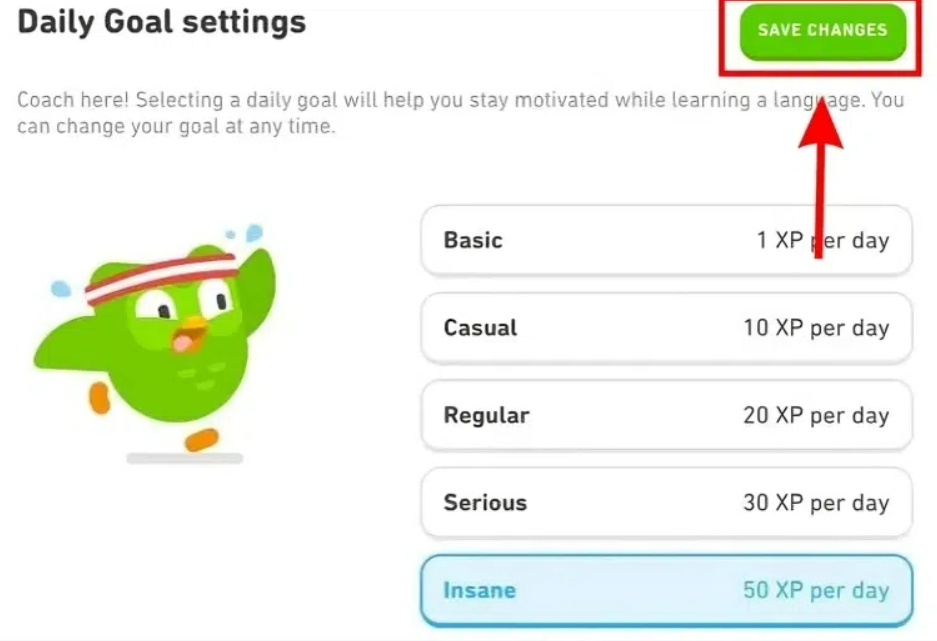 Daily Goal settings
SAVE CHANGES
Coach here! Selecting a daily goal will help you stay motivated while learning a language. You
can change your goal at any time.
Basic 1 XP per day
Casual 10 XP per day
Regular 20 XP per day
Serious 30 XP per day
Insane 50 XP per day